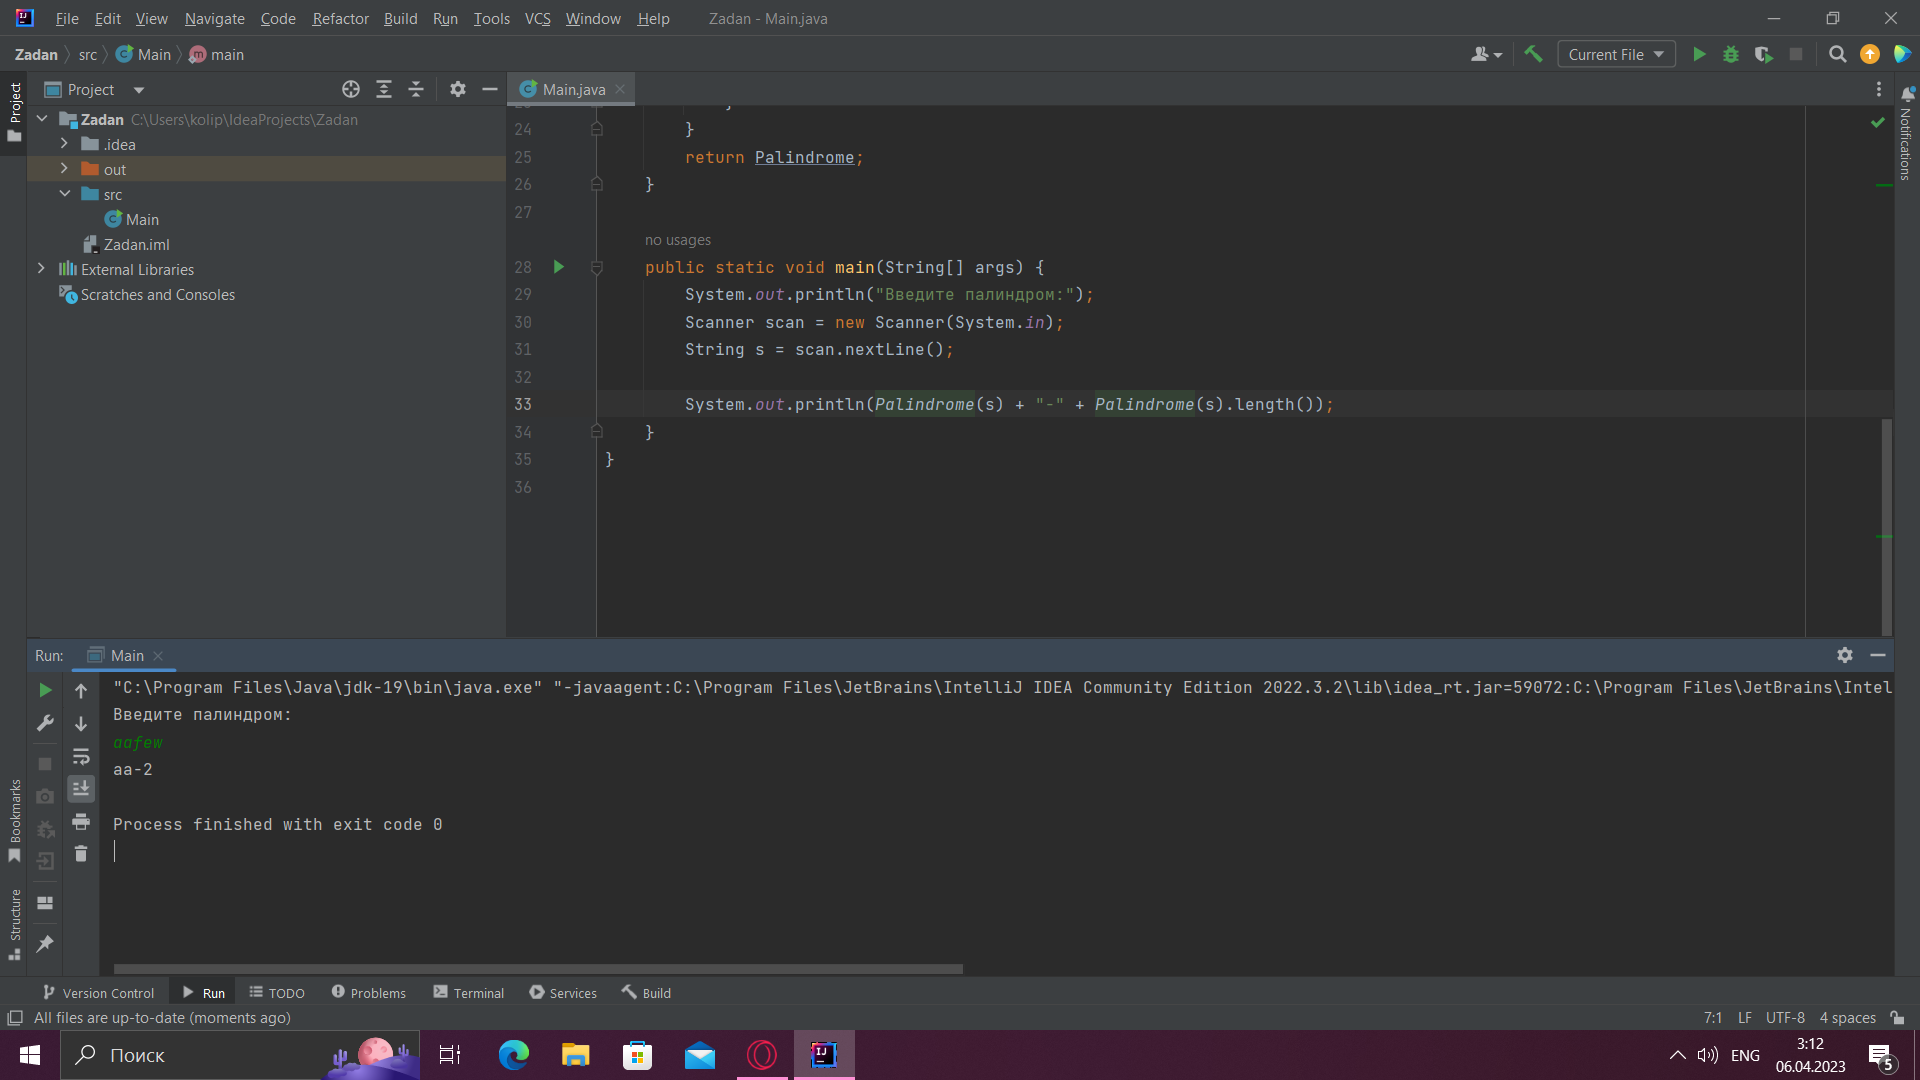 File Edit View Navigate Code Refactor Build Run Tools VCS Window Help Zadan - Main.java
Zadan src Main main
Current File
Project
Main.java
Project
Notifications
Zadan C:\Users\kolip\IdeaProjects\Zadan
.idea
out
src
Main
Zadan.iml
External Libraries
Scratches and Consoles
24 }
25 return Palindrome;
26 }
27
no usages
28 public static void main(String[] args) {
29 System.out.println("Введите палиндром:");
30 Scanner scan = new Scanner(System.in);
31 String s = scan.nextLine();
32
33 System.out.println(Palindrome(s) + "-" + Palindrome(s).length());
34 }
35 }
36
Run: Main
"C:\Program Files\Java\jdk-19\bin\java.exe" "-javaagent:C:\Program Files\JetBrains\IntelliJ IDEA Community Edition 2022.3.2\lib\idea_rt.jar=59072:C:\Program Files\JetBrains\Intel
Введите палиндром:
aafew
aa-2
Process finished with exit code 0
Bookmarks
Structure
Version Control Run TODO Problems Terminal Services Build
All files are up-to-date (moments ago)
7:1 LF UTF-8 4 spaces
Поиск
ENG
3:12
06.04.2023
5